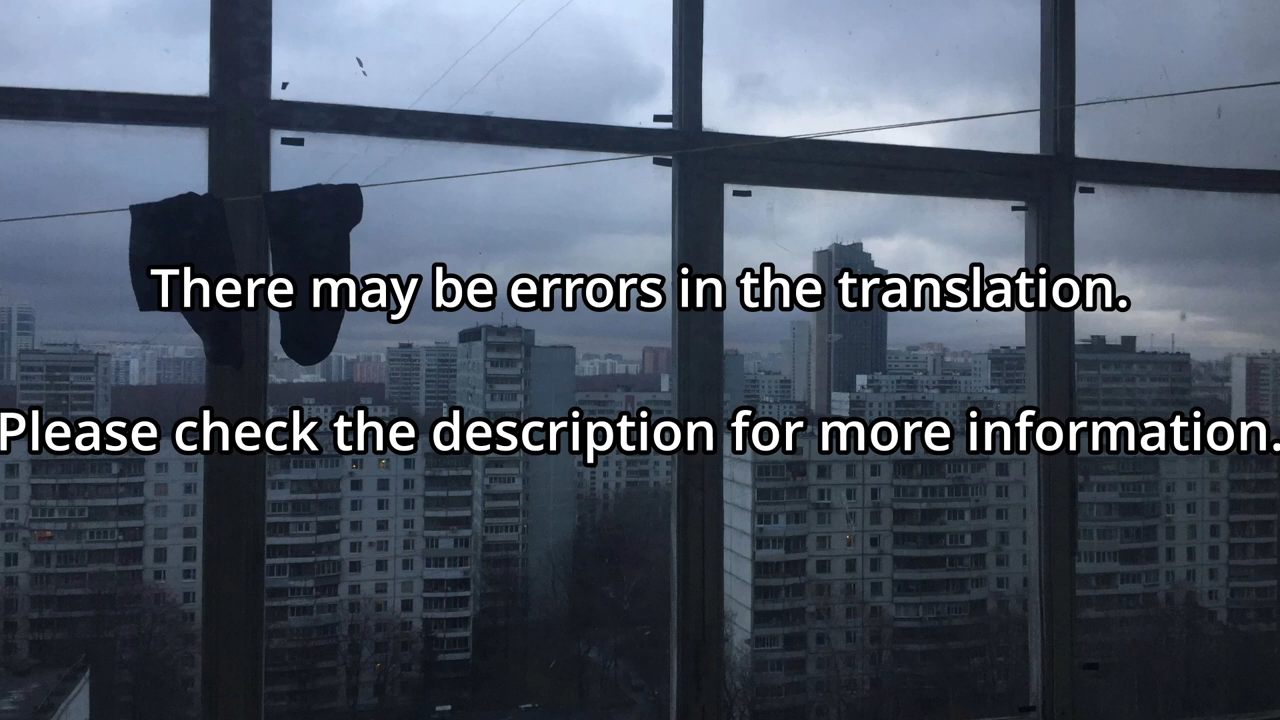 There may be errors in the translation.
Please check the description for more information.